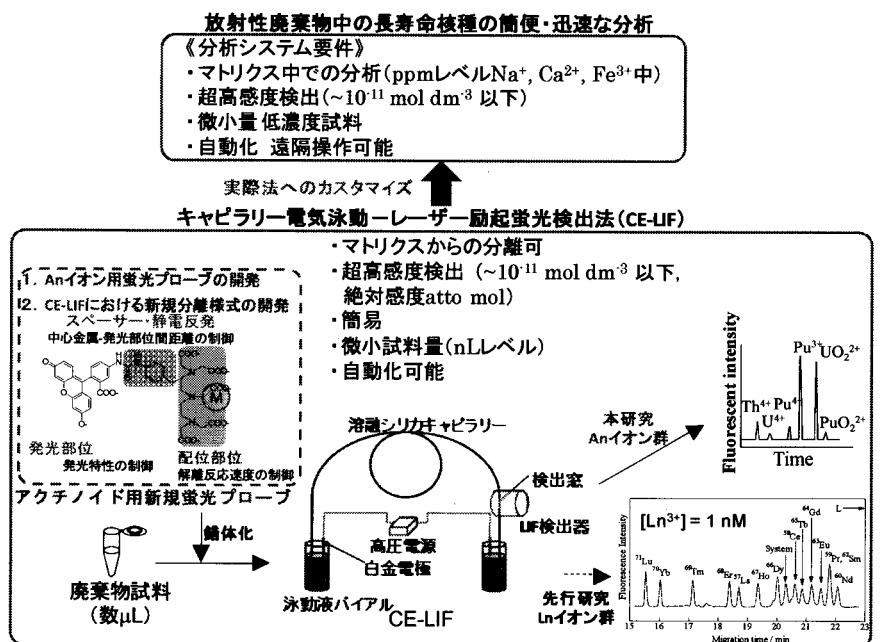 放射性廃棄物中の長寿命核種の簡便・迅速な分析
《分析システム要件》
・マトリクス中での分析(ppmレベルNa⁺, Ca²⁺, Fe³⁺中)
・超高感度検出(~10⁻¹¹ mol dm⁻³ 以下)
・微小量 低濃度試料
・自動化 遠隔操作可能
実際法へのカスタマイズ
キャピラリー電気泳動ーレーザー励起蛍光検出法(CE-LIF)
・マトリクスからの分離可
・超高感度検出 (~10⁻¹¹ mol dm⁻³ 以下,
絶対感度atto mol)
・簡易
・微小試料量(nLレベル)
・自動化可能
1. Anイオン用蛍光プローブの開発
2. CE-LIFにおける新規分離様式の開発
スペーサー・静電反発
中心金属-発光部位間距離の制御
発光部位
発光特性の制御
配位部位
解離反応速度の制御
M
アクチノイド用新規蛍光プローブ
錯体化
廃棄物試料
(数μL)
溶融シリカキャピラリー
検出窓
LIF検出器
高圧電源
白金電極
泳動液バイアル
CE-LIF
本研究
Anイオン群
先行研究
Lnイオン群
Fluorescent intensity
Th⁴⁺
U⁴⁺
Pu⁴
Pu³⁺
UO₂²⁺
PuO₂²⁺
Time
[Ln³⁺] = 1 nM
Fluorescence Intensity
⁷¹Lu
⁷⁰Yb
⁶⁹Tm
⁶⁸Er
⁵⁷La
⁶⁷Ho
⁶⁶Dy
System
⁵⁸Ce
⁶⁵Tb
⁶⁴Gd
⁶³Eu
⁵⁹Pr, ⁶²Sm
⁶⁰Nd
L
15 16 17 18 19 20 21 22 23
Migration time / min